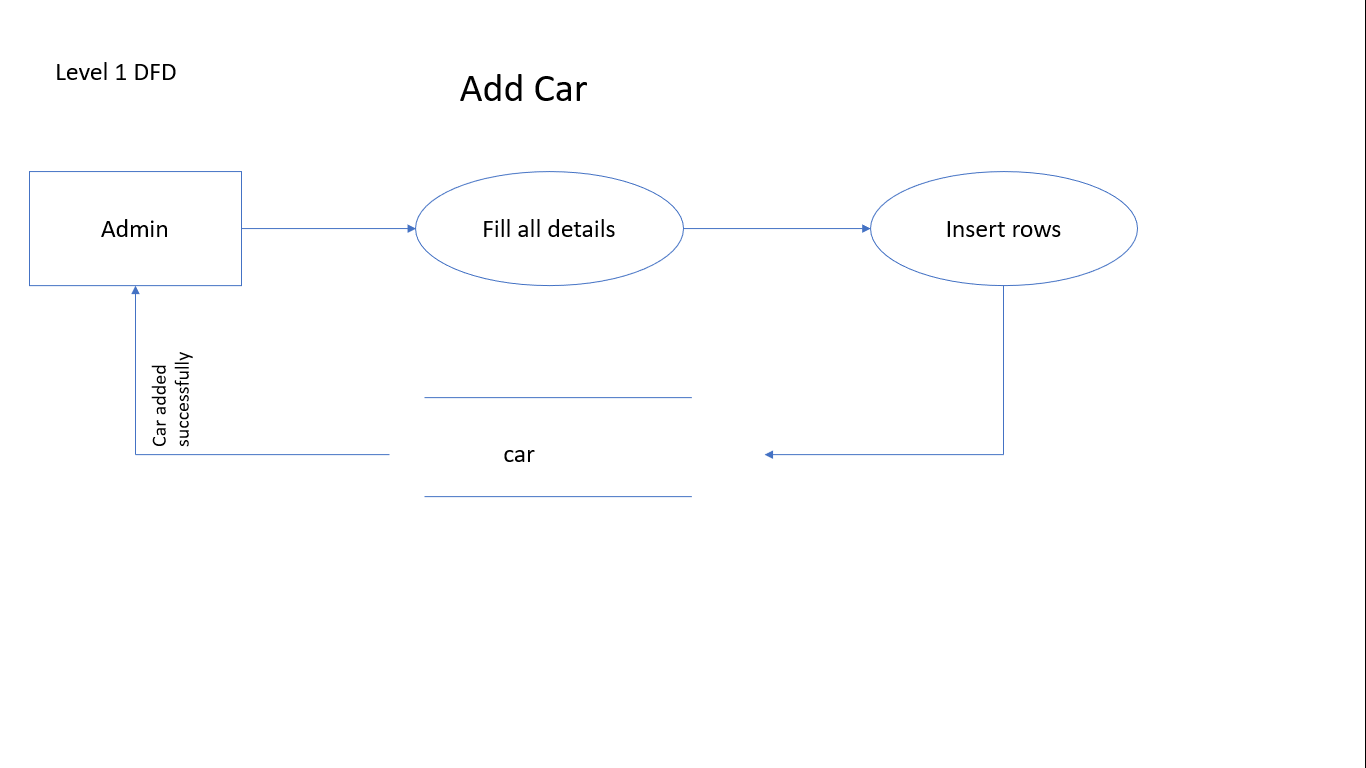 Level 1 DFD
Add Car
Admin
Fill all details
Insert rows
Car added
successfully
car